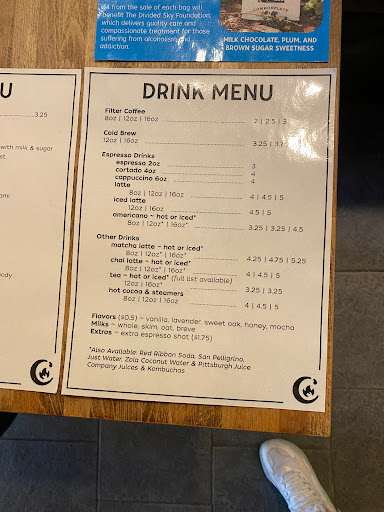 $4 from the sale of each bag will
benefit The Divided Sky Foundation,
which delivers quality care and
compassionate treatment for those
suffering from alcoholism and
addiction.
COMMONPLACE
MILK CHOCOLATE, PLUM, AND
BROWN SUGAR SWEETNESS
U
3.25
with milk & sugar
body
DRINK MENU
Filter Coffee
8oz | 12oz | 16oz 2 | 2.5 | 3
Cold Brew
12oz | 16oz 3.25 |
Espresso Drinks
espresso 2oz 3
cortado 4oz 4
cappuccino 6oz 4
latte
8oz | 12oz | 16oz 4 | 4.5 | 5
iced latte
12oz | 16oz 4.5 | 5
americano ~ hot or iced*
8oz | 12oz* | 16oz* 3.25 | 3.25 | 4.5
Other Drinks
matcha latte ~ hot or iced*
8oz | 12oz* | 16oz* 4.25 | 4.75 | 5.25
chai latte ~ hot or iced*
8oz | 12oz* | 16oz* 4 | 4.5 | 5
tea ~ hot or iced* (full list available)
12oz | 16oz* 3.25 | 3.25
hot cocoa & steamers
8oz | 12oz | 16oz 4 | 4.5 | 5
Flavors ($0.5) ~ vanilla, lavender, sweet oak, honey, mocha
Milks ~ whole, skim, oat, breve
Extras ~ extra espresso shot ($1.75)
*Also Available: Red Ribbon Soda, San Pelligrino,
Just Water, Zola Coconut Water & Pittsburgh Juice
Company Juices & Kombuchas